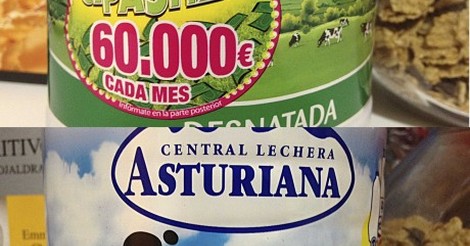 60.000€
CADA MES
Infórmate en la parte posterior
DESNATADA
CENTRAL LECHERA
ASTURIANA